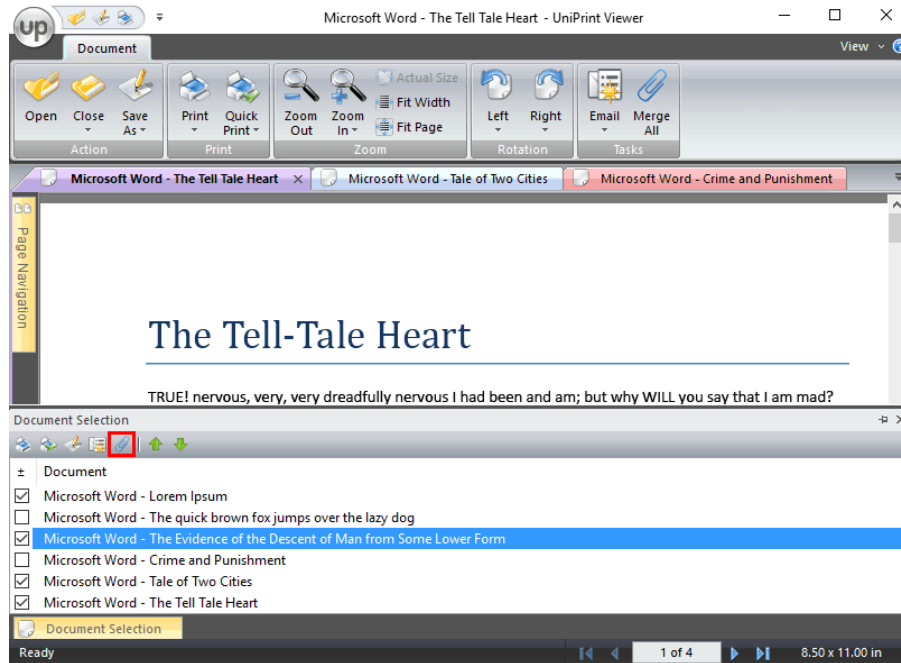 up
Microsoft Word - The Tell Tale Heart - UniPrint Viewer
Document
View
Open
Close
Save As
Print
Quick Print
Zoom Out
Zoom In
Actual Size
Fit Width
Fit Page
Left
Right
Email
Merge All
Action
Print
Zoom
Rotation
Tasks
Microsoft Word - The Tell Tale Heart
Microsoft Word - Tale of Two Cities
Microsoft Word - Crime and Punishment
Page Navigation
The Tell-Tale Heart
TRUE! nervous, very, very dreadfully nervous I had been and am; but why WILL you say that I am mad?
Document Selection
± Document
Microsoft Word - Lorem Ipsum
Microsoft Word - The quick brown fox jumps over the lazy dog
Microsoft Word - The Evidence of the Descent of Man from Some Lower Form
Microsoft Word - Crime and Punishment
Microsoft Word - Tale of Two Cities
Microsoft Word - The Tell Tale Heart
Document Selection
Ready
1 of 4
8.50 x 11.00 in